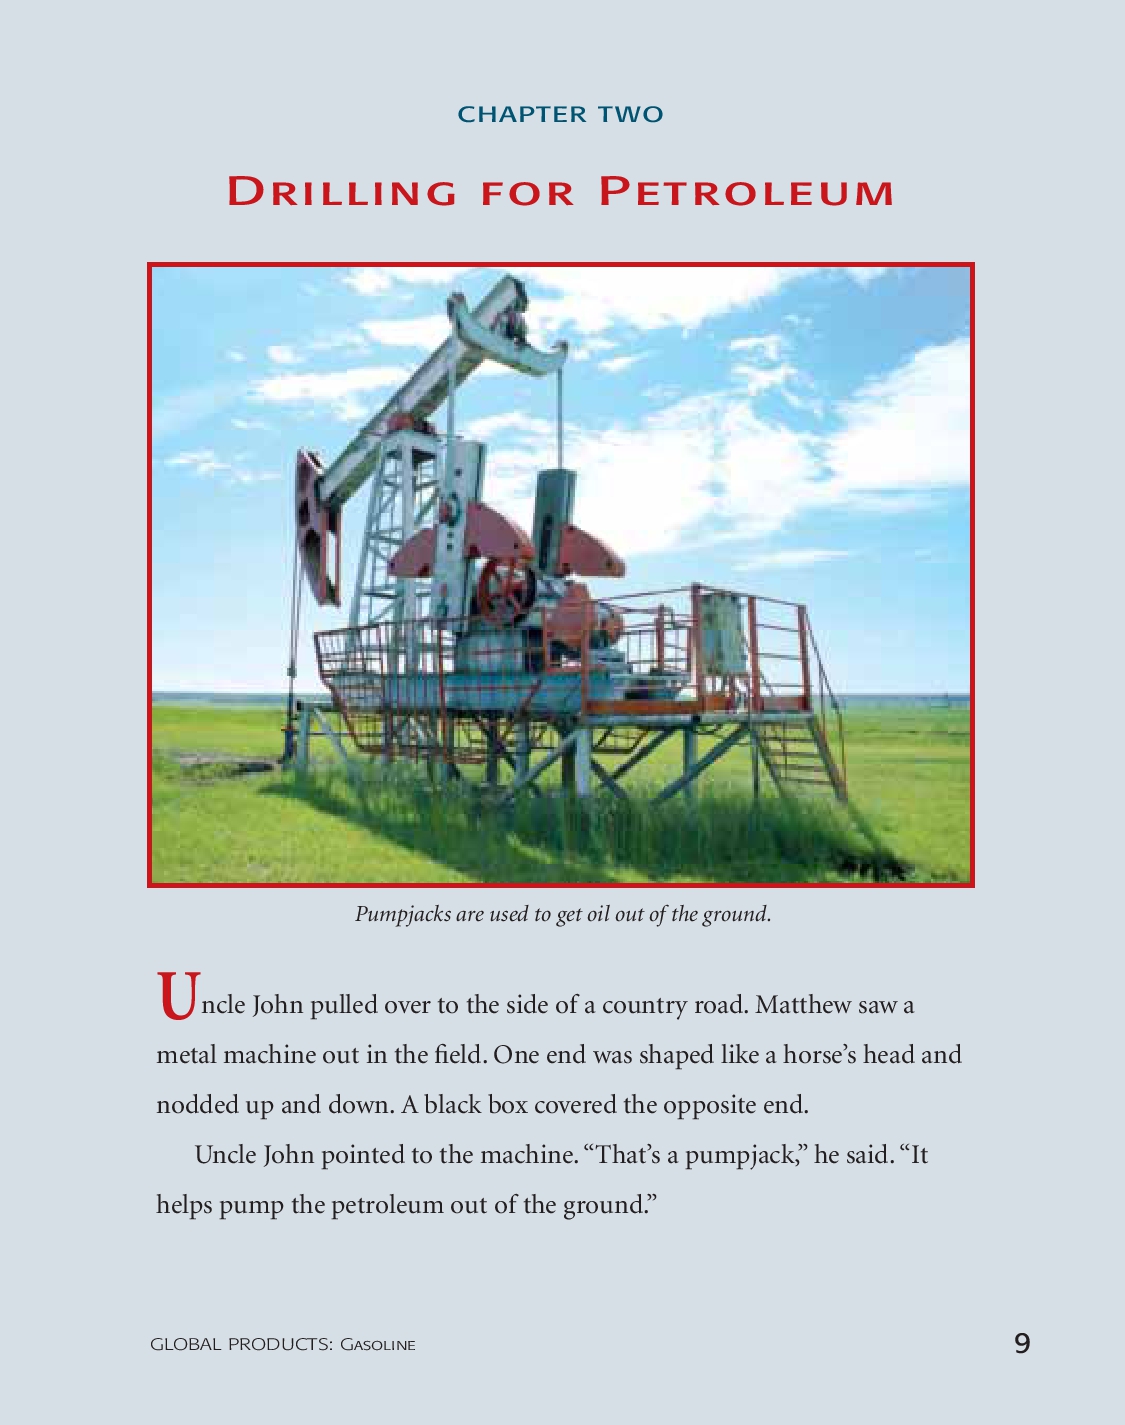 CHAPTER TWO
DRILLING FOR PETROLEUM
Pumpjacks are used to get oil out of the ground.
Uncle John pulled over to the side of a country road. Matthew saw a
metal machine out in the field. One end was shaped like a horse’s head and
nodded up and down. A black box covered the opposite end.
Uncle John pointed to the machine. “That’s a pumpjack,” he said. “It
helps pump the petroleum out of the ground.”
GLOBAL PRODUCTS: GASOLINE
9